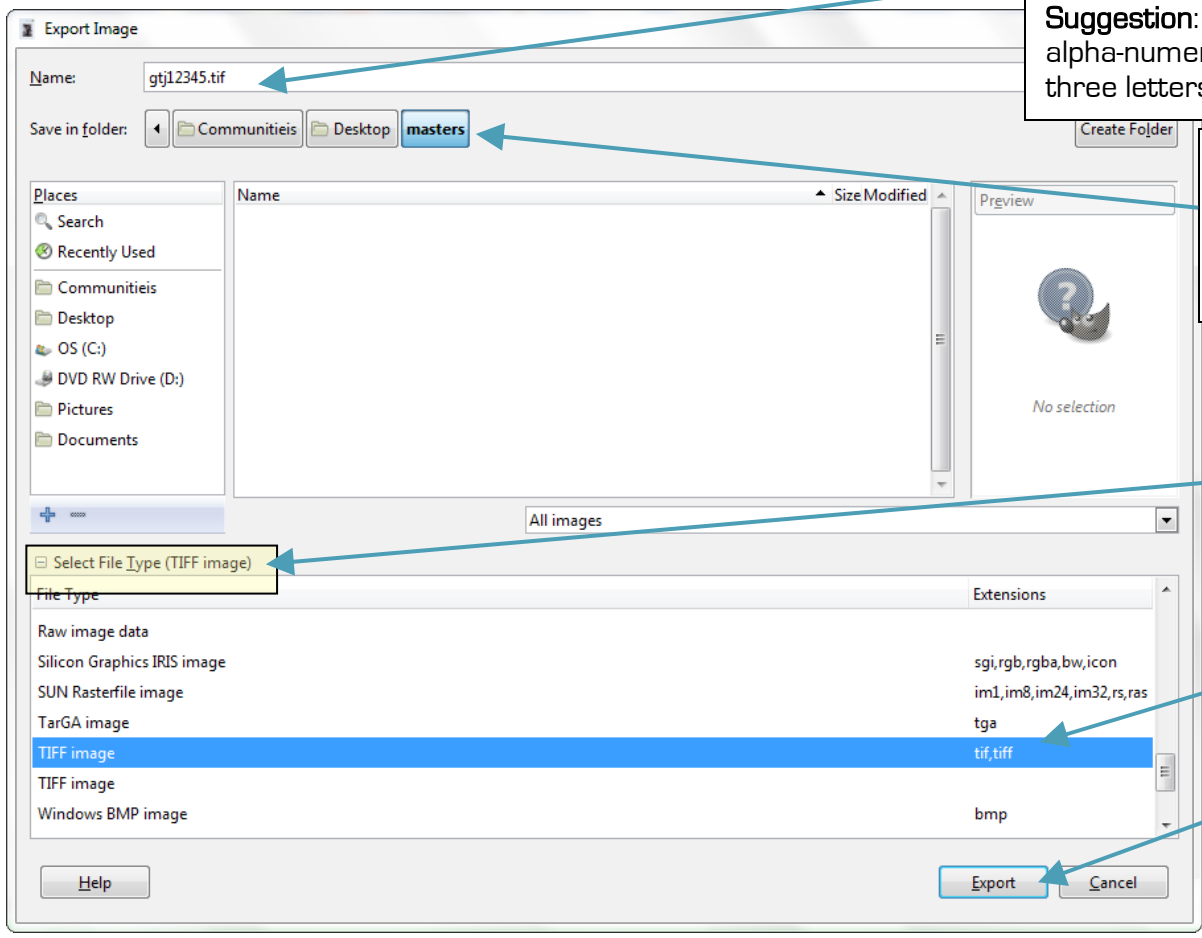 Suggestion:
alpha-numer
three letters
Export Image
Name: gtj12345.tif
Save in folder: Communitieis Desktop masters Create Folder
Places
Search
Recently Used
Communitieis
Desktop
OS (C:)
DVD RW Drive (D:)
Pictures
Documents
Name Size Modified
Preview
No selection
All images
Select File Type (TIFF image)
File Type Extensions
Raw image data
Silicon Graphics IRIS image sgi,rgb,rgba,bw,icon
SUN Rasterfile image im1,im8,im24,im32,rs,ras
TarGA image tga
TIFF image tif,tiff
TIFF image
Windows BMP image bmp
Help Export Cancel